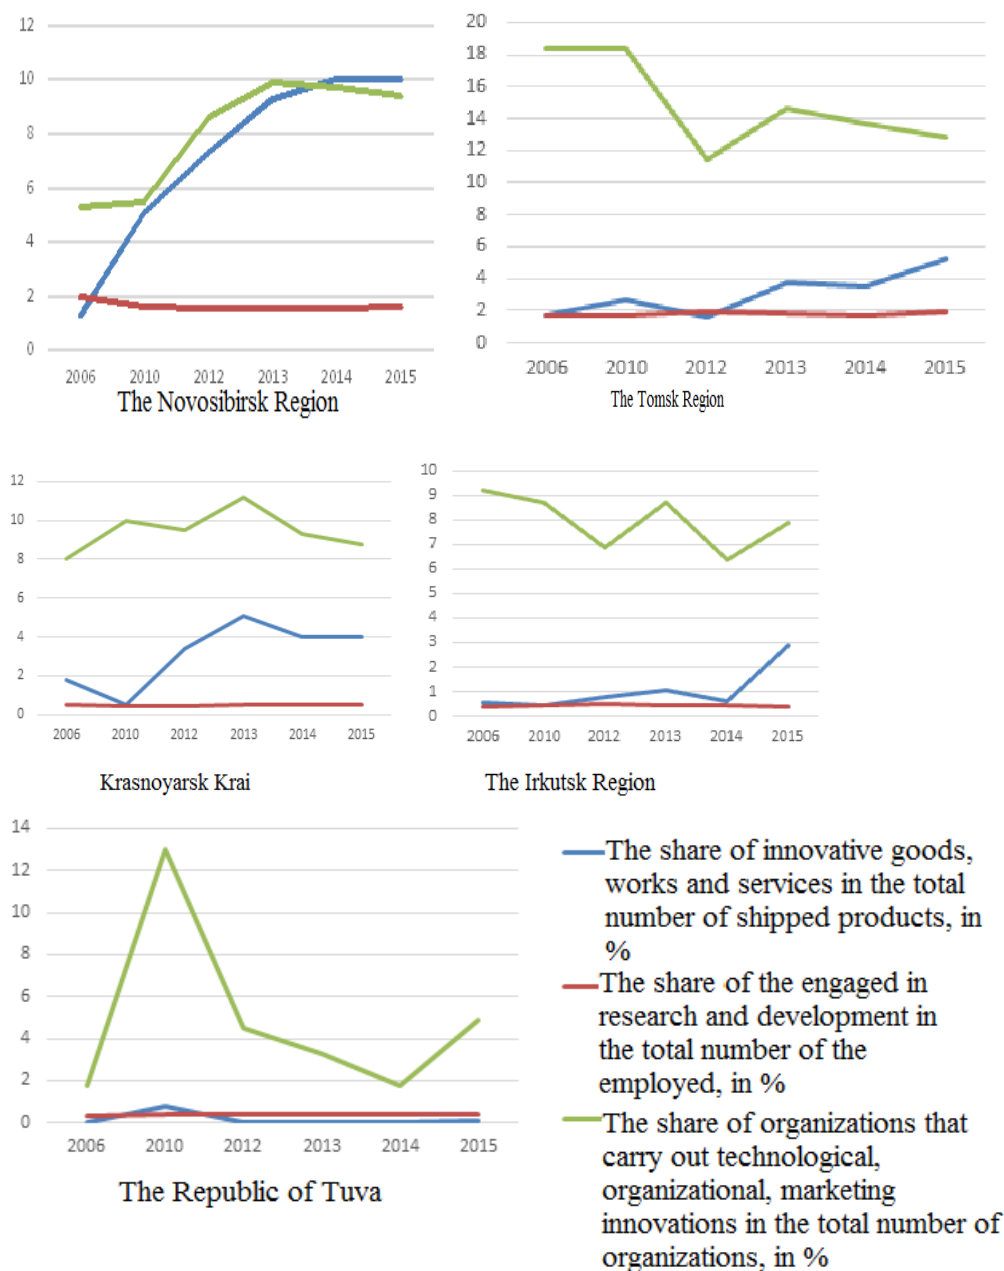 12
10
8
6
4
2
0
2006 2010 2012 2013 2014 2015
The Novosibirsk Region
20
18
16
14
12
10
8
6
4
2
0
2006 2010 2012 2013 2014 2015
The Tomsk Region
12
10
8
6
4
2
0
2006 2010 2012 2013 2014 2015
Krasnoyarsk Krai
10
9
8
7
6
5
4
3
2
1
0
2006 2010 2012 2013 2014 2015
The Irkutsk Region
14
12
10
8
6
4
2
0
2006 2010 2012 2013 2014 2015
The Republic of Tuva
The share of innovative goods,
works and services in the total
number of shipped products, in
%
The share of the engaged in
research and development in
the total number of the
employed, in %
The share of organizations that
carry out technological,
organizational, marketing
innovations in the total number of
organizations, in %